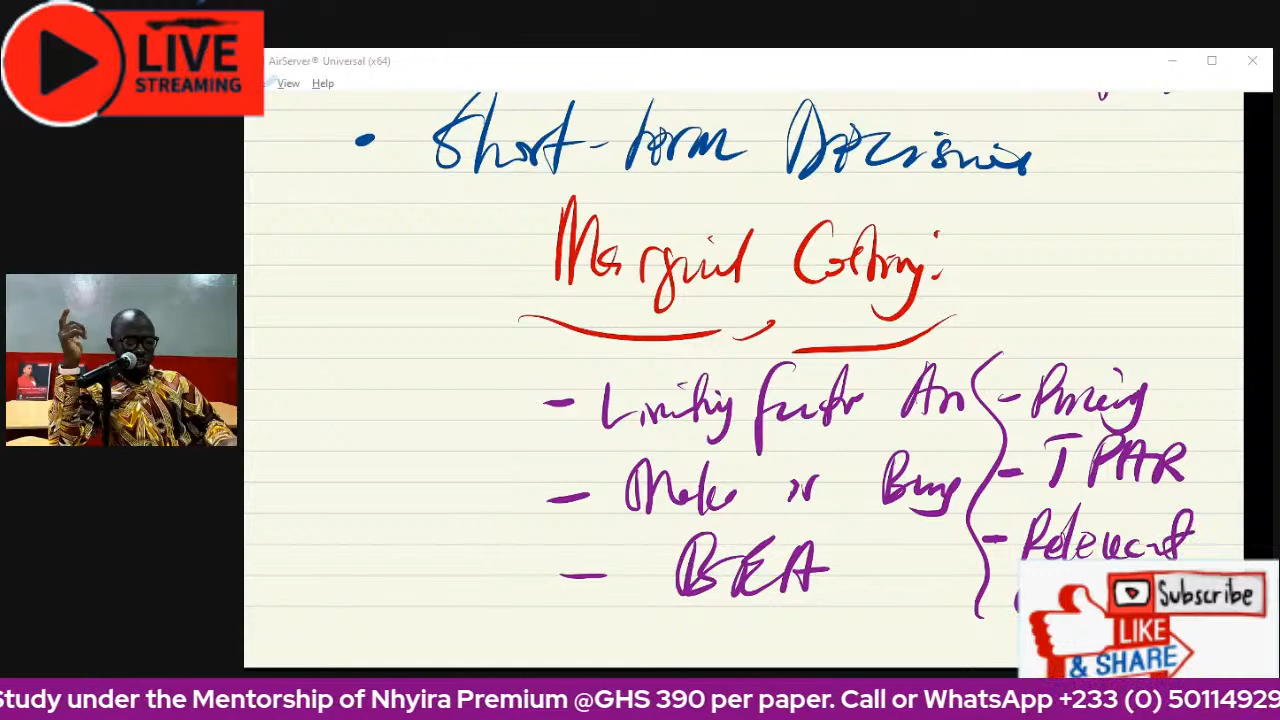 LIVE
STREAMING
AirServer® Universal (x64)
View Help
• Short-term Decisions
Marginal Costing:
- Limiting factor An
- Make or Buy
- BEA
- Pricing
- TPAR
- Relevant
Subscribe
LIKE
& SHARE
Study under the Mentorship of Nhyira Premium @GHS 390 per paper. Call or WhatsApp +233 (0) 50114929